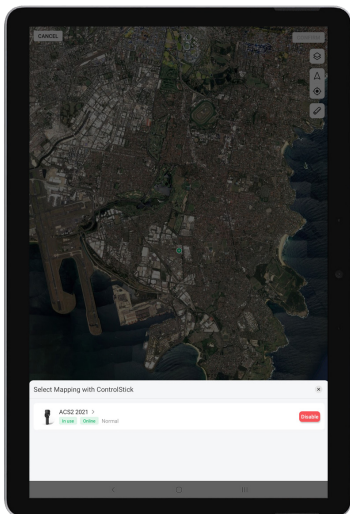 CANCEL
Select Mapping with ControlStick
ACS2 2021
In use Online Normal
Disable